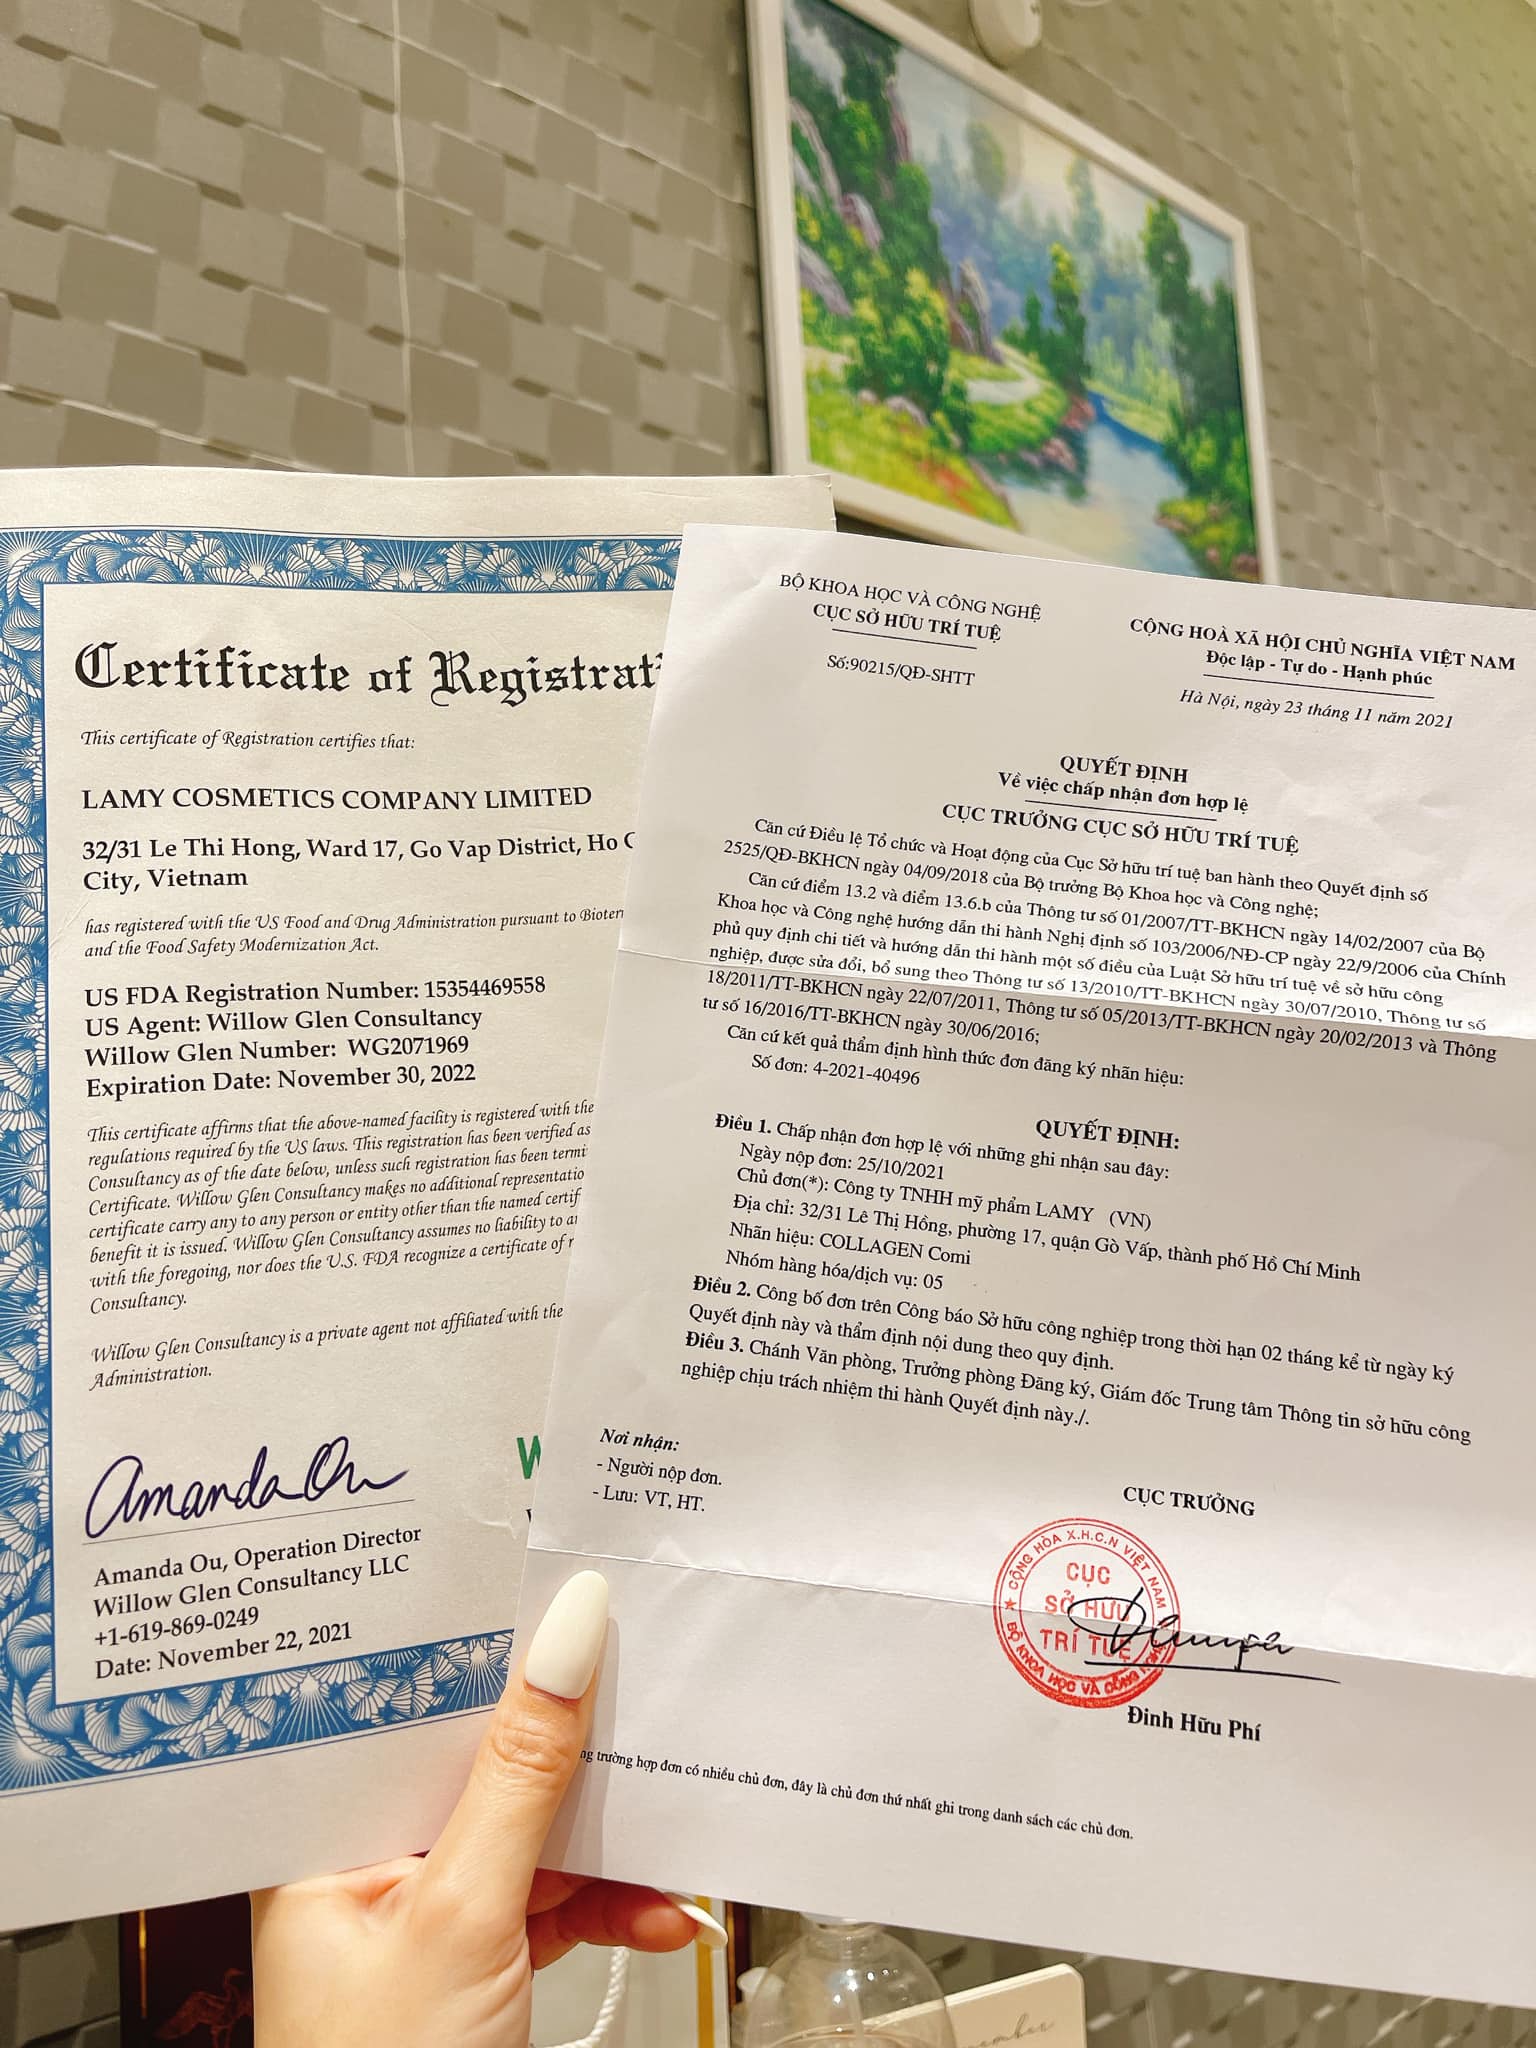 Certificate of Registrati
This certificate of Registration certifies that:
LAMY COSMETICS COMPANY LIMITED
32/31 Le Thi Hong, Ward 17, Go Vap District, Ho C
City, Vietnam
has registered with the US Food and Drug Administration pursuant to Bioterr
and the Food Safety Modernization Act.
US FDA Registration Number: 15354469558
US Agent: Willow Glen Consultancy
Willow Glen Number: WG2071969
Expiration Date: November 30, 2022
This certificate affirms that the above-named facility is registered with the
regulations required by the US laws. This registration has been verified as
Consultancy as of the date below, unless such registration has been termi
Certificate. Willow Glen Consultancy makes no additional representatio
certificate carry any to any person or entity other than the named certif
benefit it is issued. Willow Glen Consultancy assumes no liability to a
with the foregoing, nor does the U.S. FDA recognize a certificate of r
Consultancy.
Willow Glen Consultancy is a private agent not affiliated with the
Administration.
Amanda Ou
W
Amanda Ou, Operation Director
Willow Glen Consultancy LLC
+1-619-869-0249
Date: November 22, 2021
BỘ KHOA HỌC VÀ CÔNG NGHỆ
CỤC SỞ HỮU TRÍ TUỆ
Số:90215/QĐ-SHTT
CỘNG HOÀ XÃ HỘI CHỦ NGHĨA VIỆT NAM
Độc lập - Tự do - Hạnh phúc
Hà Nội, ngày 23 tháng 11 năm 2021
QUYẾT ĐỊNH
Về việc chấp nhận đơn hợp lệ
CỤC TRƯỞNG CỤC SỞ HỮU TRÍ TUỆ
Căn cứ Điều lệ Tổ chức và Hoạt động của Cục Sở hữu trí tuệ ban hành theo Quyết định số
2525/QĐ-BKHCN ngày 04/09/2018 của Bộ trưởng Bộ Khoa học và Công nghệ;
Căn cứ điểm 13.2 và điểm 13.6.b của Thông tư số 01/2007/TT-BKHCN ngày 14/02/2007 của Bộ
Khoa học và Công nghệ hướng dẫn thi hành Nghị định số 103/2006/NĐ-CP ngày 22/9/2006 của Chính
phủ quy định chi tiết và hướng dẫn thi hành một số điều của Luật Sở hữu trí tuệ về sở hữu công
nghiệp, được sửa đổi, bổ sung theo Thông tư số 13/2010/TT-BKHCN ngày 30/07/2010, Thông tư số
18/2011/TT-BKHCN ngày 22/07/2011, Thông tư số 05/2013/TT-BKHCN ngày 20/02/2013 và Thông
tư số 16/2016/TT-BKHCN ngày 30/06/2016;
Căn cứ kết quả thẩm định hình thức đơn đăng ký nhãn hiệu:
Số đơn: 4-2021-40496
QUYẾT ĐỊNH:
Điều 1. Chấp nhận đơn hợp lệ với những ghi nhận sau đây:
Ngày nộp đơn: 25/10/2021
Chủ đơn(*): Công ty TNHH mỹ phẩm LAMY (VN)
Địa chỉ: 32/31 Lê Thị Hồng, phường 17, quận Gò Vấp, thành phố Hồ Chí Minh
Nhãn hiệu: COLLAGEN Comi
Nhóm hàng hóa/dịch vụ: 05
Điều 2. Công bố đơn trên Công báo Sở hữu công nghiệp trong thời hạn 02 tháng kể từ ngày ký
Quyết định này và thẩm định nội dung theo quy định.
Điều 3. Chánh Văn phòng, Trưởng phòng Đăng ký, Giám đốc Trung tâm Thông tin sở hữu công
nghiệp chịu trách nhiệm thi hành Quyết định này./.
Nơi nhận:
- Người nộp đơn.
- Lưu: VT, HT.
CỤC TRƯỞNG
CỘNG HÒA X.H.C.N VIỆT NAM
CỤC
SỞ HỮU
TRÍ TUỆ
BỘ KHOA HỌC VÀ CÔNG NGHỆ
Đinh Hữu Phí
ng trường hợp đơn có nhiều chủ đơn, đây là chủ đơn thứ nhất ghi trong danh sách các chủ đơn.